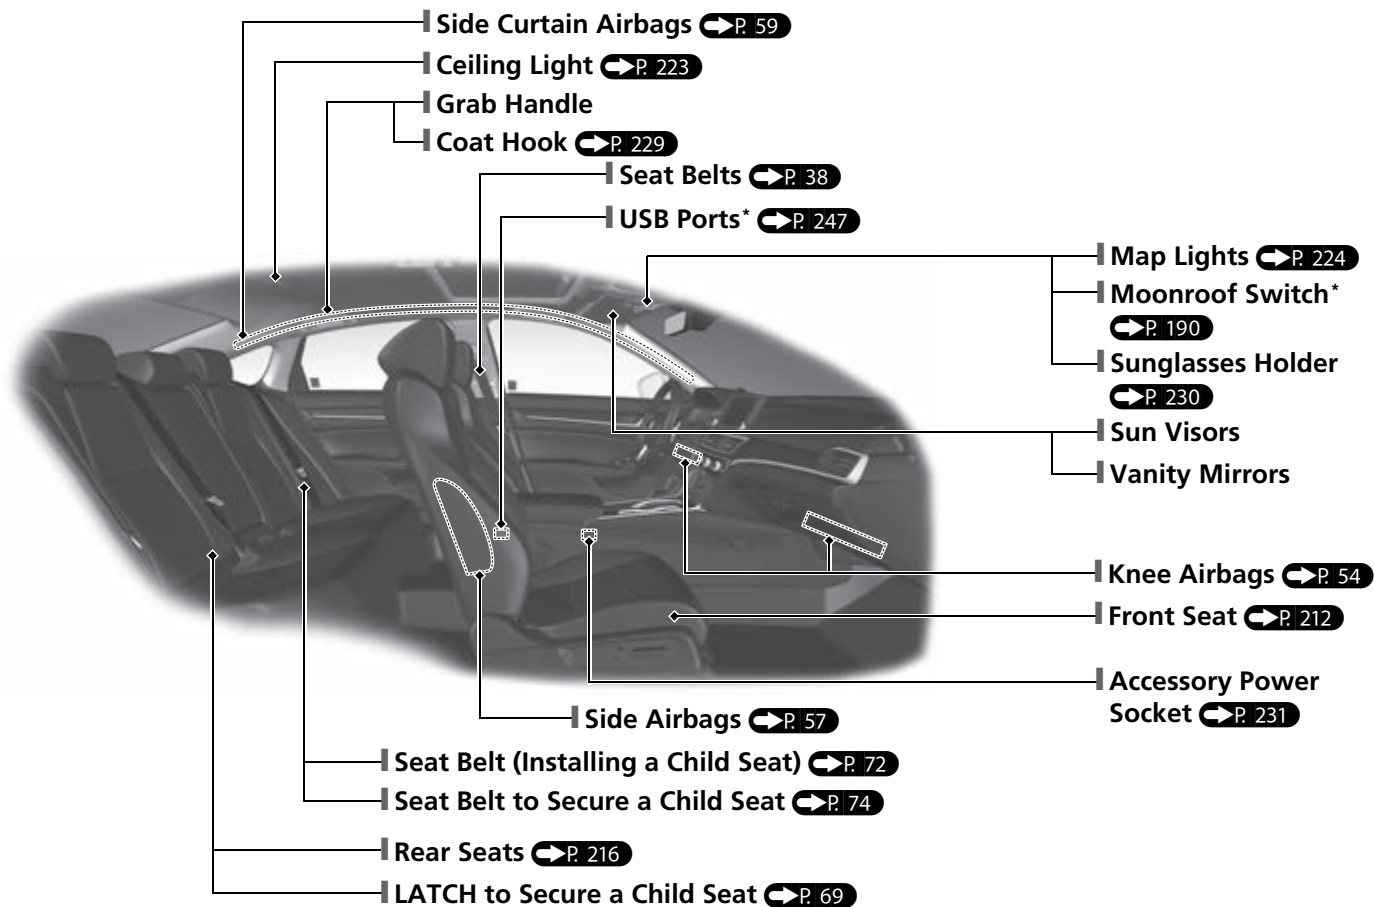 Side Curtain Airbags P. 59
Ceiling Light P. 223
Grab Handle
Coat Hook P. 229
Seat Belts P. 38
USB Ports* P. 247
Map Lights P. 224
Moonroof Switch*
P. 190
Sunglasses Holder
P. 230
Sun Visors
Vanity Mirrors
Knee Airbags P. 54
Front Seat P. 212
Accessory Power
Socket P. 231
Side Airbags P. 57
Seat Belt (Installing a Child Seat) P. 72
Seat Belt to Secure a Child Seat P. 74
Rear Seats P. 216
LATCH to Secure a Child Seat P. 69